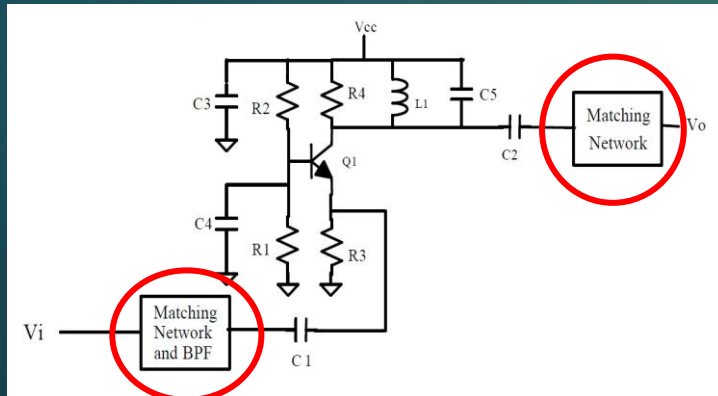 Vcc
C3
R2
R4
L1
C5
Matching
Network
Vo
C2
Q1
C4
R1
R3
Matching
Network
and BPF
Vi
C1